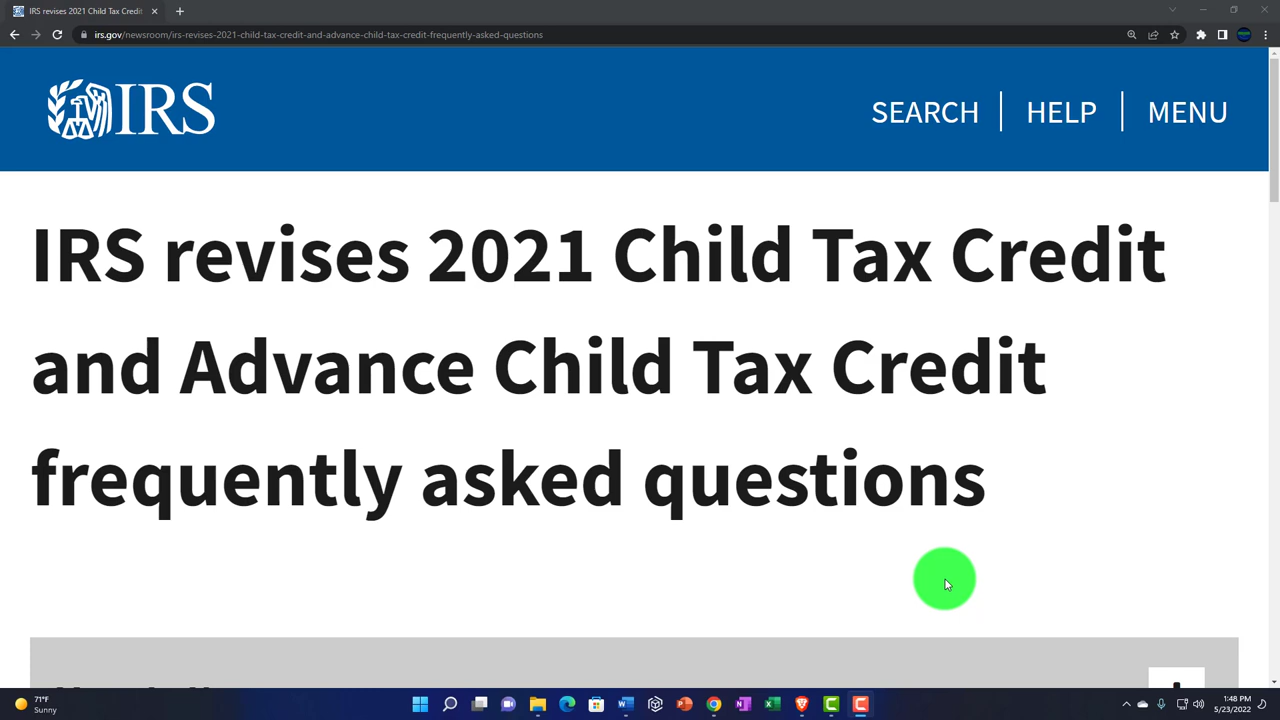 IRS revises 2021 Child Tax Credit
irs.gov/newsroom/irs-revises-2021-child-tax-credit-and-advance-child-tax-credit-frequently-asked-questions
IRS
SEARCH HELP MENU
IRS revises 2021 Child Tax Credit
and Advance Child Tax Credit
frequently asked questions
71°F
Sunny
1:48 PM
5/23/2022